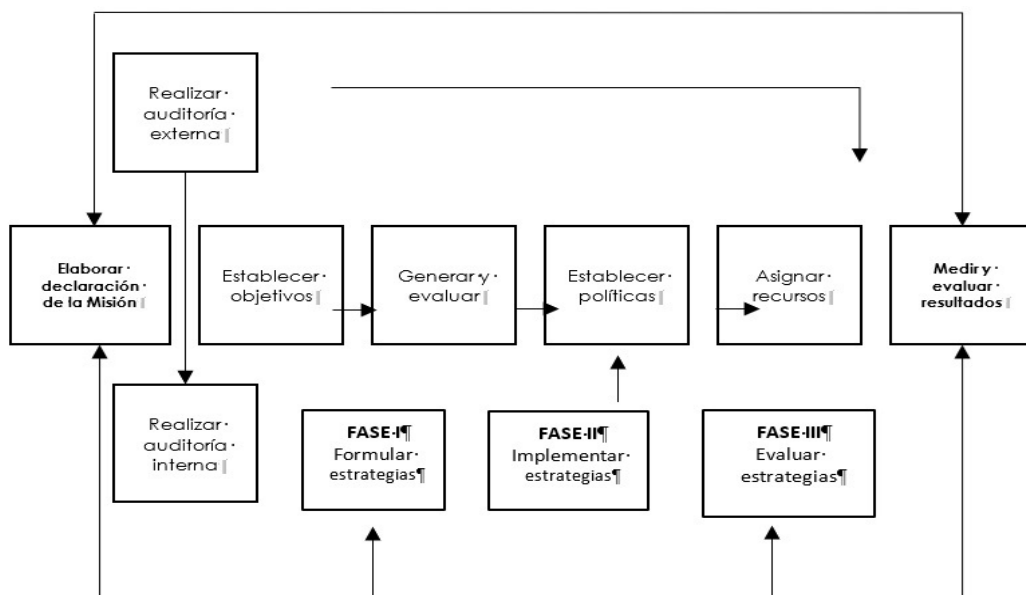 Realizar·
auditoría·
externa¶
Elaborar·
declaración·
de la Misión¶
Establecer·
objetivos¶
Generar·y·
evaluar¶
Establecer·
políticas¶
Asignar·
recursos¶
Medir·y·
evaluar·
resultados¶
Realizar·
auditoría·
interna¶
FASE·I¶
Formular·
estrategias¶
FASE·II¶
Implementar·
estrategias¶
FASE·III¶
Evaluar·
estrategias¶